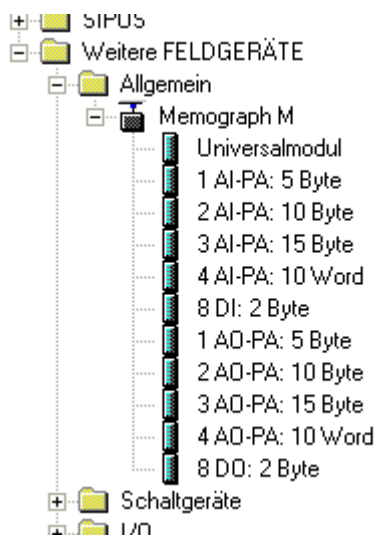 SIPOS
Weitere FELDGERÄTE
Allgemein
Memograph M
Universalmodul
1 AI-PA: 5 Byte
2 AI-PA: 10 Byte
3 AI-PA: 15 Byte
4 AI-PA: 10 Word
8 DI: 2 Byte
1 AO-PA: 5 Byte
2 AO-PA: 10 Byte
3 AO-PA: 15 Byte
4 AO-PA: 10 Word
8 DO: 2 Byte
Schaltgeräte
I/O